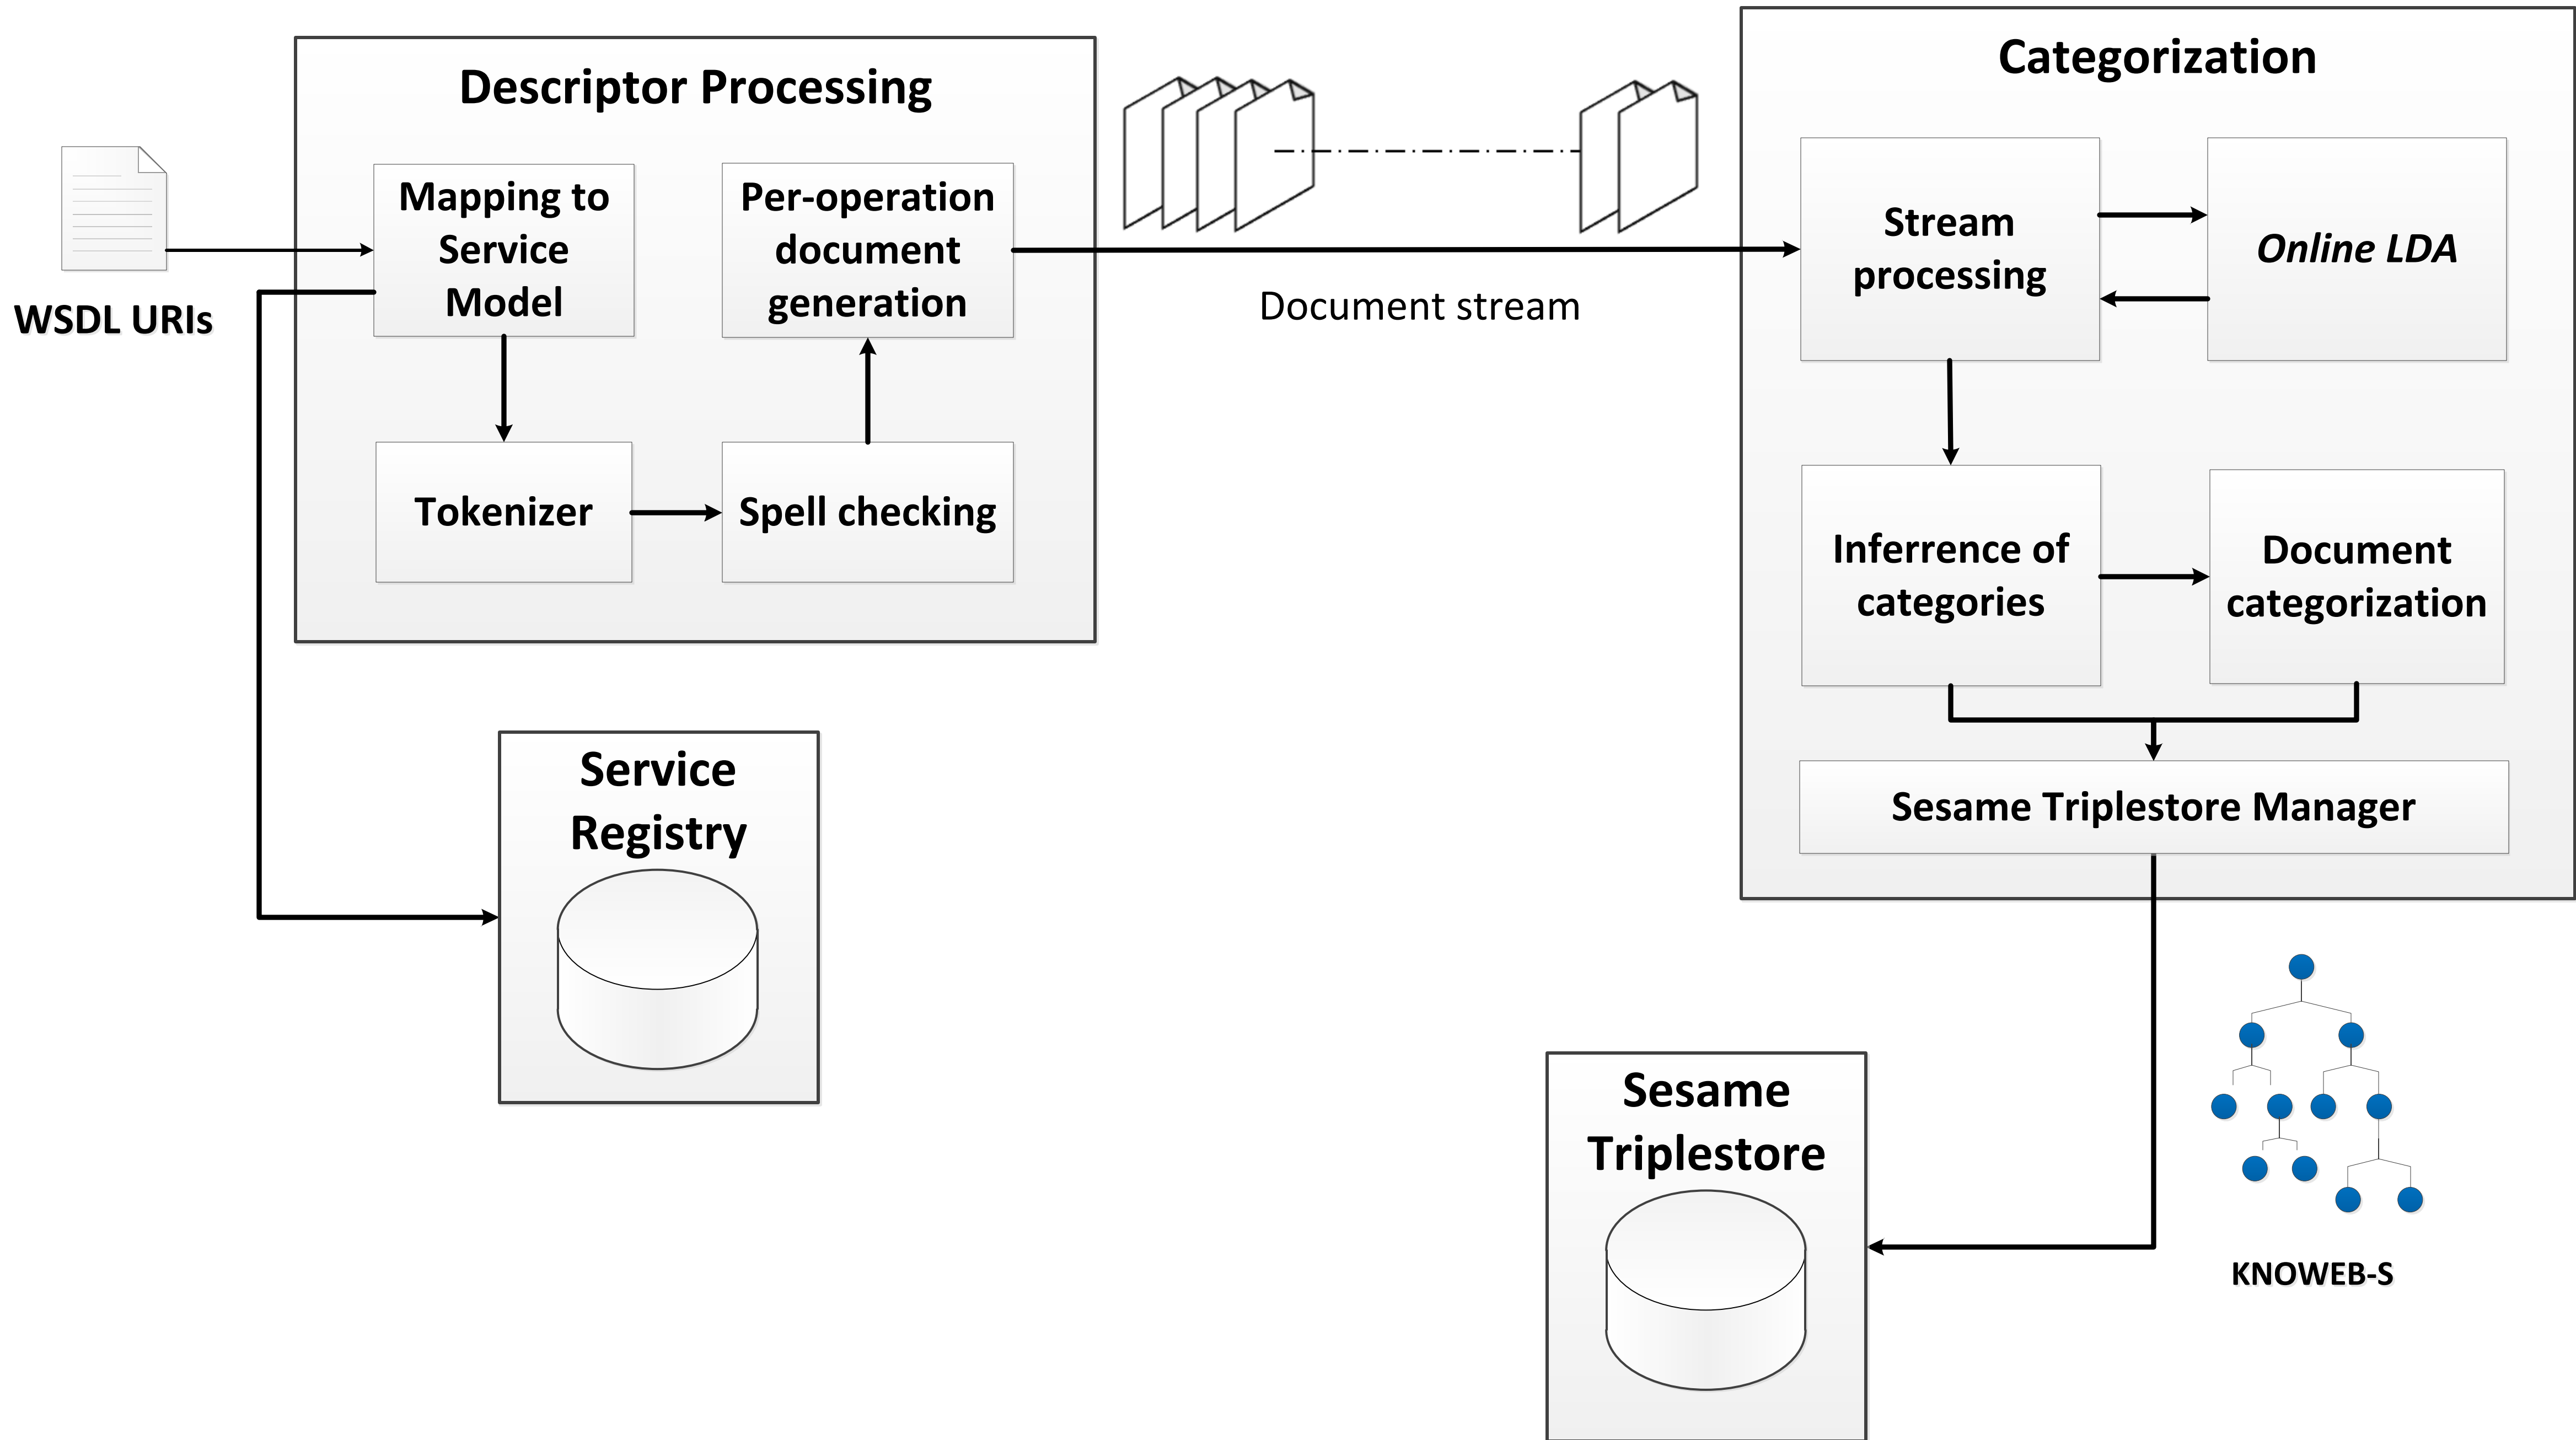 Descriptor Processing
WSDL URIs
Mapping to
Service
Model
Per-operation
document
generation
Tokenizer
Spell checking
Document stream
Categorization
Stream
processing
Online LDA
Inferrence of
categories
Document
categorization
Sesame Triplestore Manager
Service
Registry
Sesame
Triplestore
KNOWEB-S